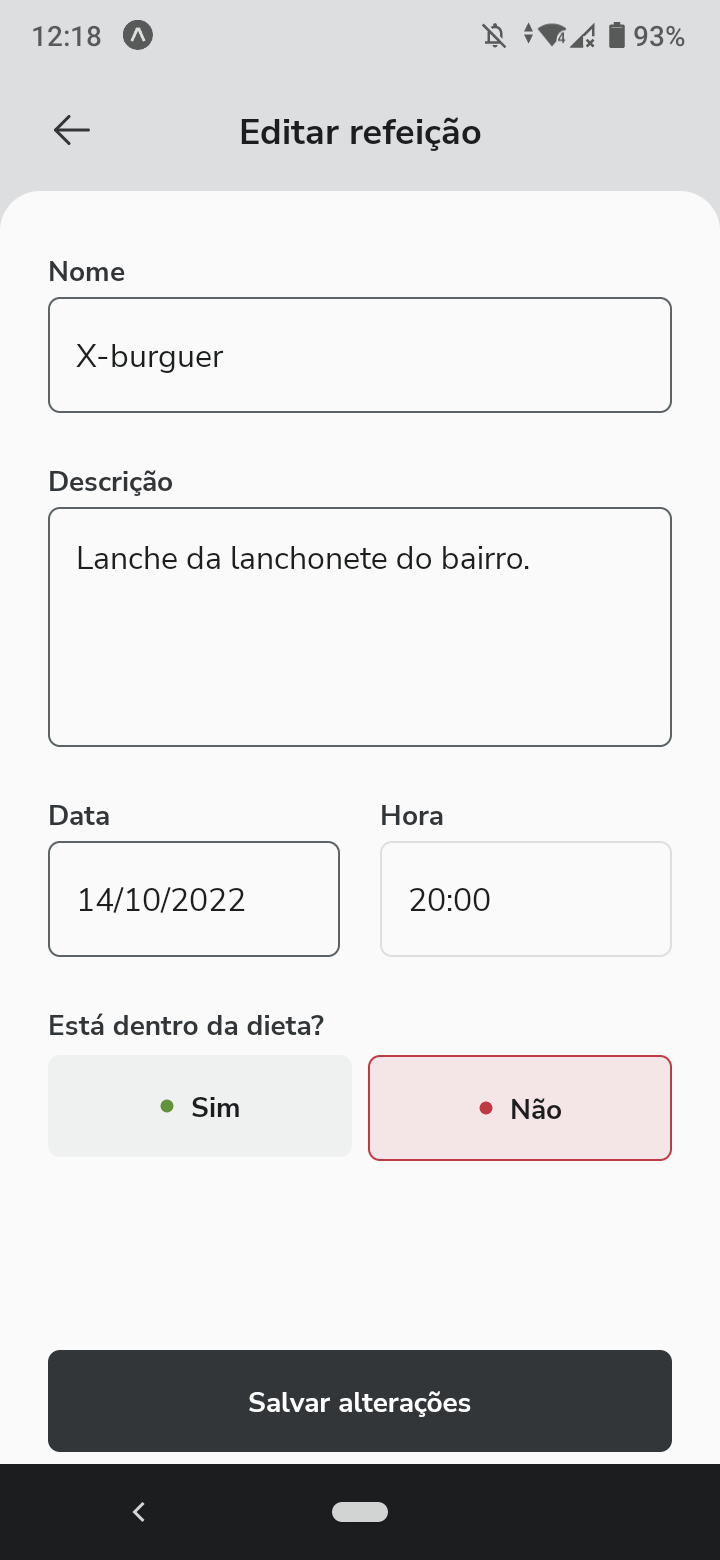 12:18
4
93%
Editar refeição
Nome
X-burguer
Descrição
Lanche da lanchonete do bairro.
Data
Hora
14/10/2022
20:00
Está dentro da dieta?
Sim
Não
Salvar alterações